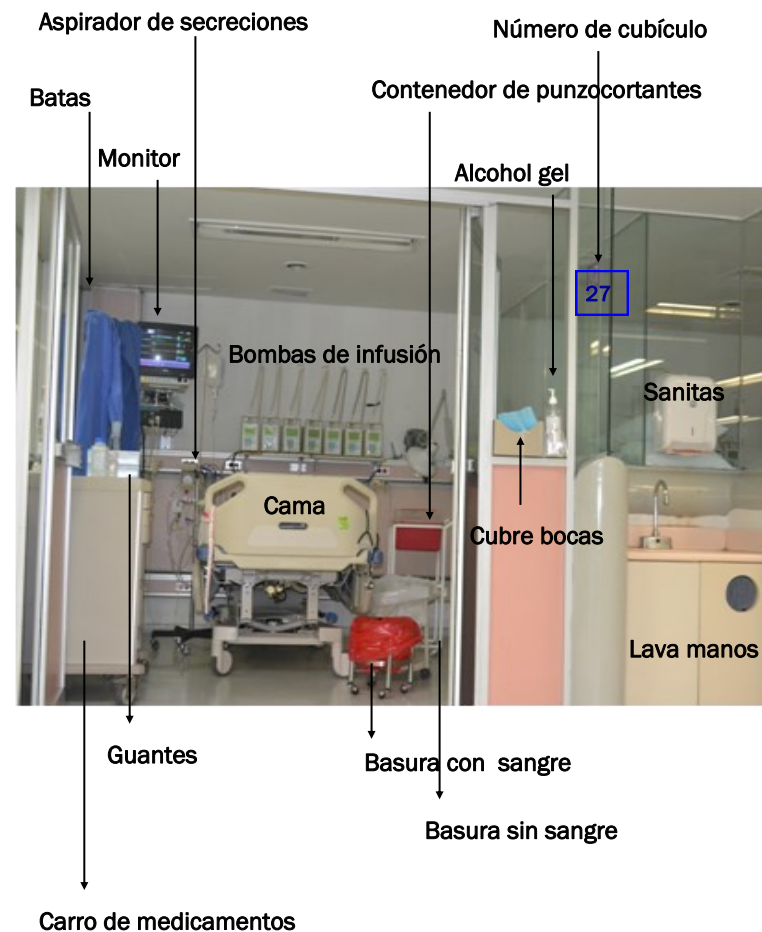 Aspirador de secreciones
Número de cubículo
Contenedor de punzocortantes
Batas
Monitor
Alcohol gel
27
Bombas de infusión
Sanitas
Cama
Cubre bocas
Lava manos
Guantes
Basura con sangre
Basura sin sangre
Carro de medicamentos